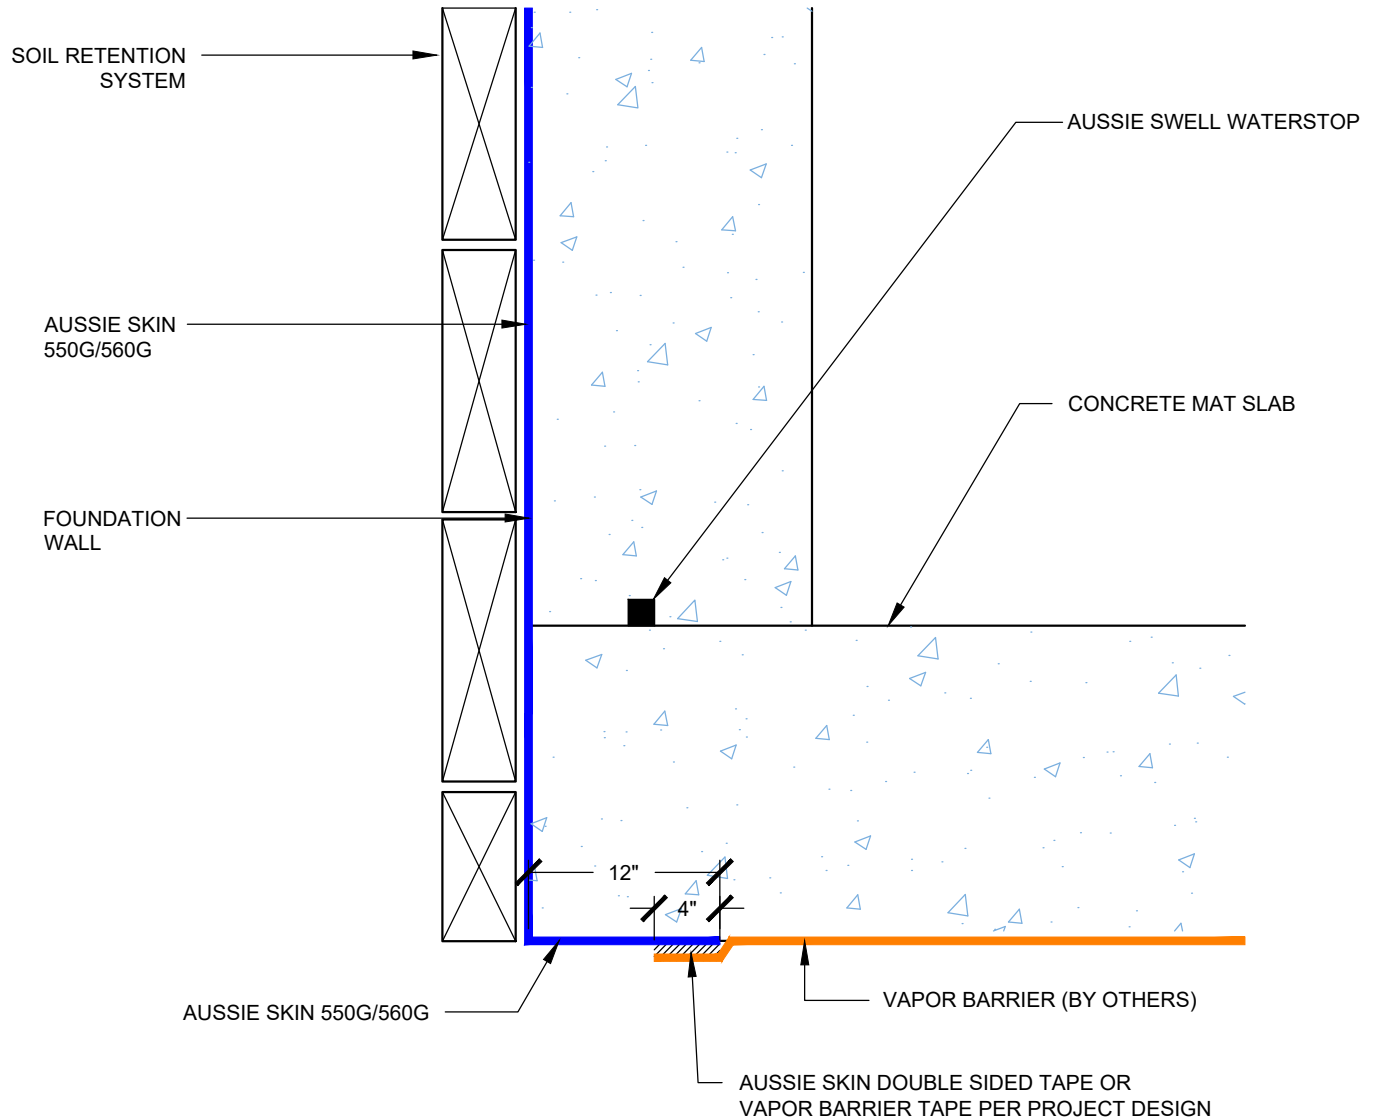 SOIL RETENTION
SYSTEM
AUSSIE SWELL WATERSTOP
AUSSIE SKIN
550G/560G
CONCRETE MAT SLAB
FOUNDATION
WALL
12"
4"
AUSSIE SKIN 550G/560G
VAPOR BARRIER (BY OTHERS)
AUSSIE SKIN DOUBLE SIDED TAPE OR
VAPOR BARRIER TAPE PER PROJECT DESIGN